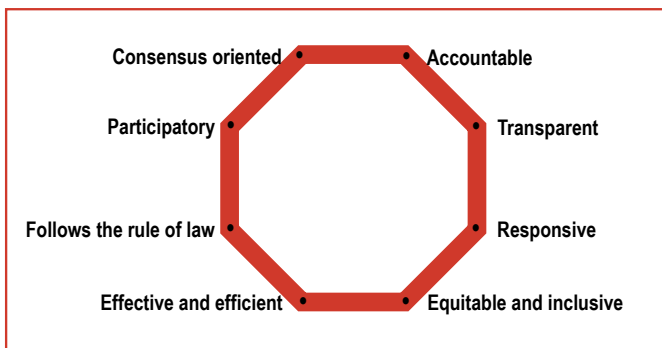 Consensus oriented
Accountable
Participatory
Transparent
Follows the rule of law
Responsive
Effective and efficient
Equitable and inclusive